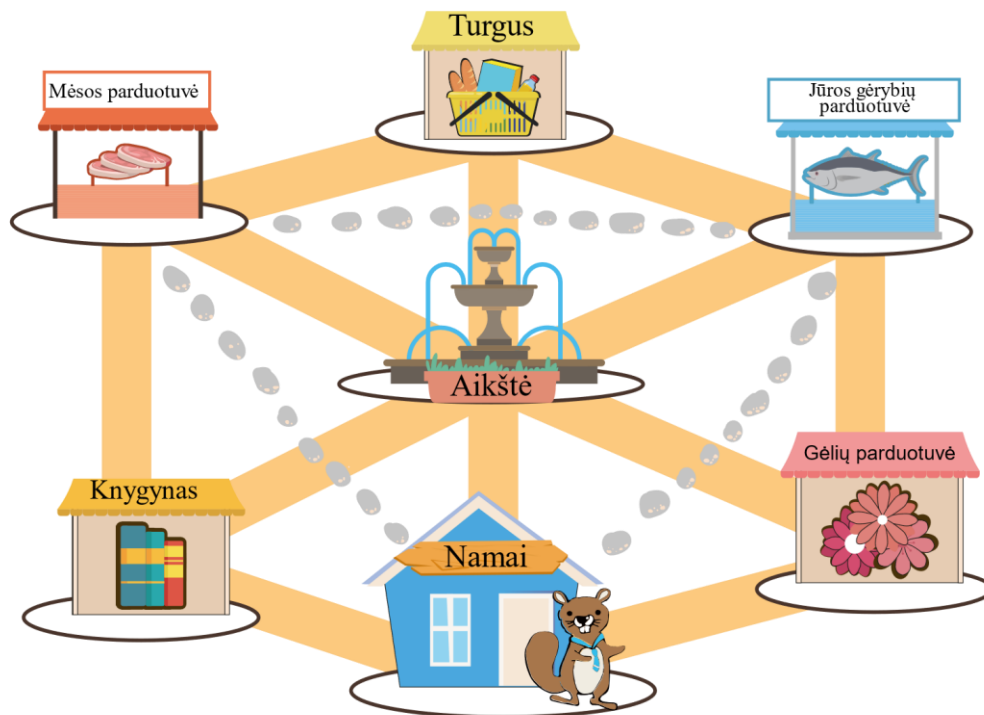 Turgus
Mėsos parduotuvė
Jūros gėrybių
parduotuvė
Aikštė
Knygynas
Gėlių parduotuvė
Namai